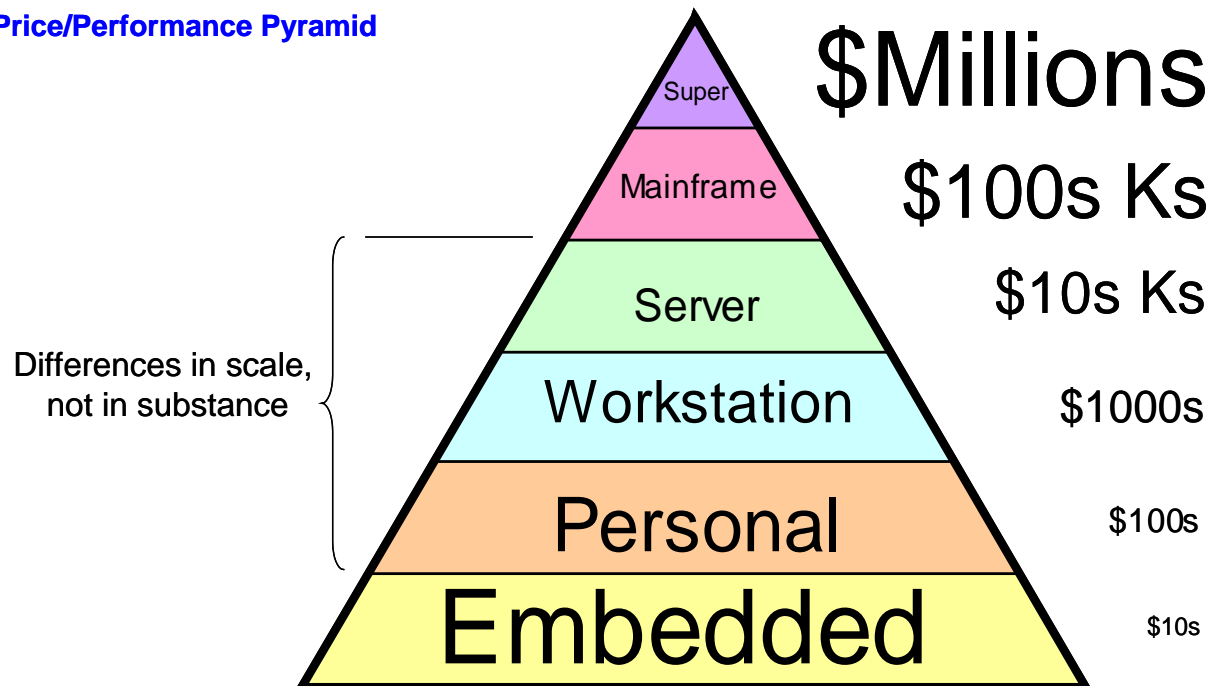 Price/Performance Pyramid
Super
$Millions
Mainframe
$100s Ks
Server
$10s Ks
Differences in scale,
not in substance
Workstation
$1000s
Personal
$100s
Embedded
$10s